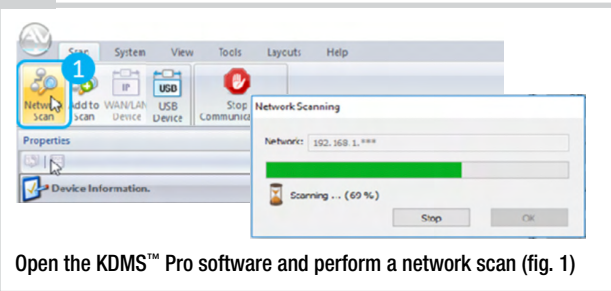 AV
Scan System View Tools Layouts Help
1
IP USB
Network Add to WAN/LAN USB Stop
Scan Scan Device Device Communica
Network Scanning
Properties
Network: 192.168.1.***
Device Information.
Scanning ... (69 %)
Stop OK
Open the KDMS™ Pro software and perform a network scan (fig. 1)